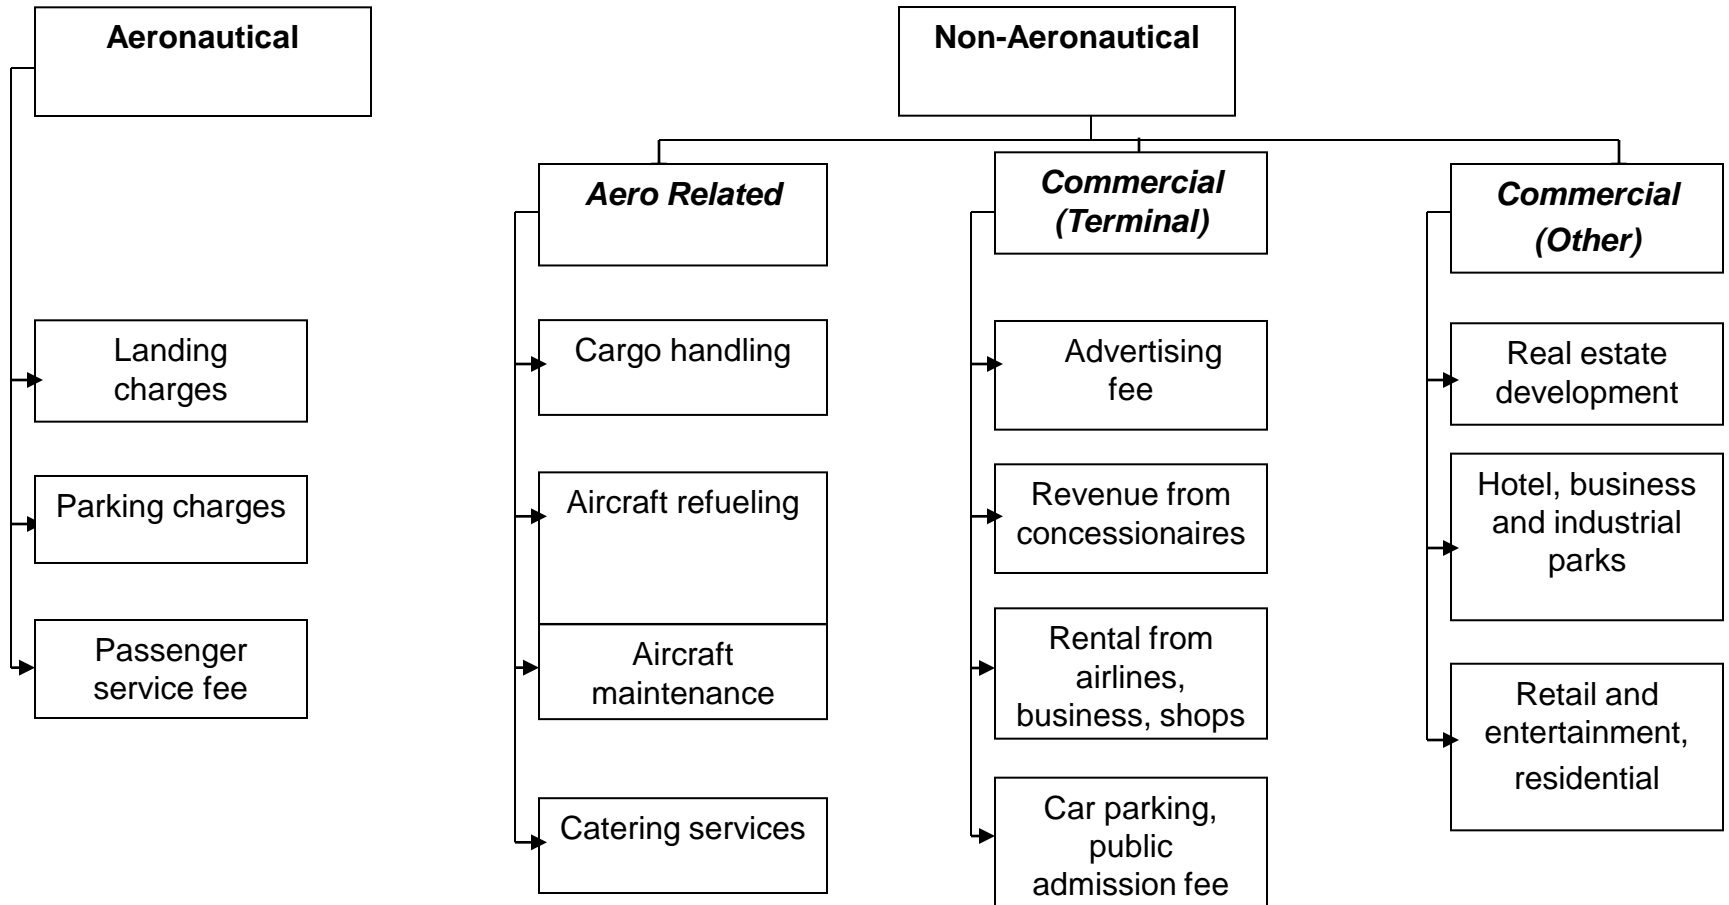 Aeronautical
Landing
charges
Parking charges
Passenger
service fee
Non-Aeronautical
Aero Related
Cargo handling
Aircraft refueling
Aircraft
maintenance
Catering services
Commercial
(Terminal)
Advertising
fee
Revenue from
concessionaires
Rental from
airlines,
business, shops
Car parking,
public
admission fee
Commercial
(Other)
Real estate
development
Hotel, business
and industrial
parks
Retail and
entertainment,
residential